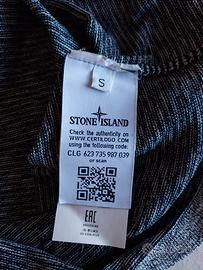 S
STONE ISLAND
Check the authenticity on
WWW.CERTILOGO.COM
using the following code:
CLG 623 735 987 039
or scan
EAC